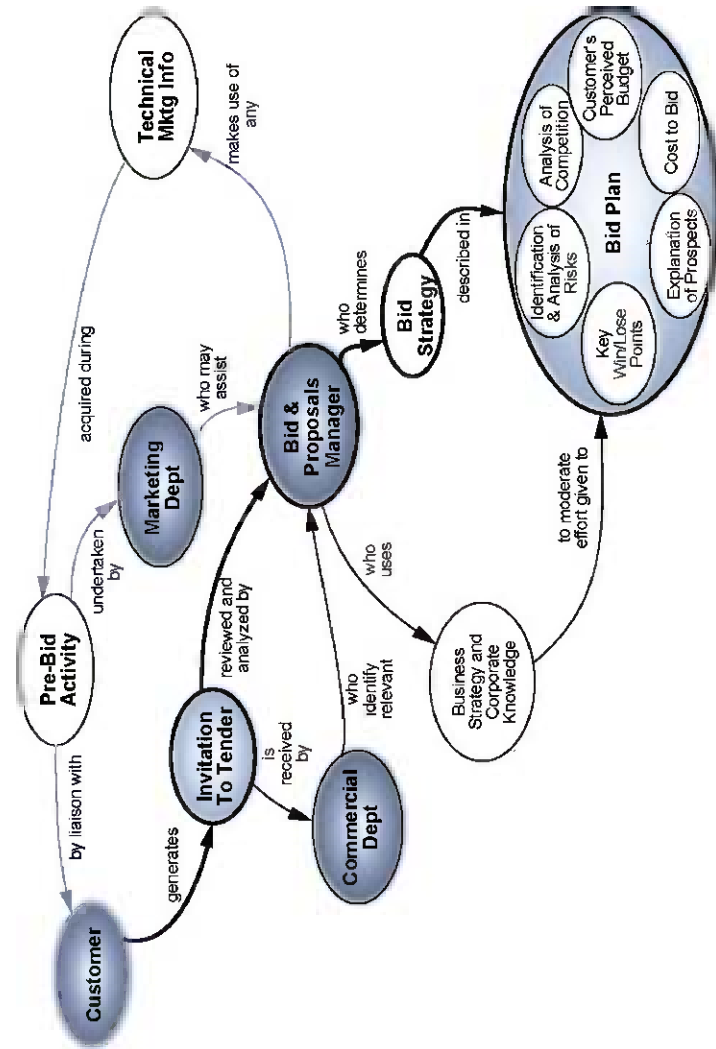 Customer
by liaison with
Pre-Bid
Activity
acquired during
Technical
Mktg Info
undertaken
by
Marketing
Dept
who may
assist
makes use of
any
generates
Invitation
To Tender
reviewed and
analyzed by
Bid &
Proposals
Manager
is
received
by
Commercial
Dept
who
identify
relevant
who
uses
who
determines
Bid
Strategy
described in
Business
Strategy and
Corporate
Knowledge
to moderate
effort given to
Identification
& Analysis of
Risks
Analysis of
Competition
Customer's
Perceived
Budget
Key
Win/Lose
Points
Bid Plan
Explanation
of Prospects
Cost to Bid